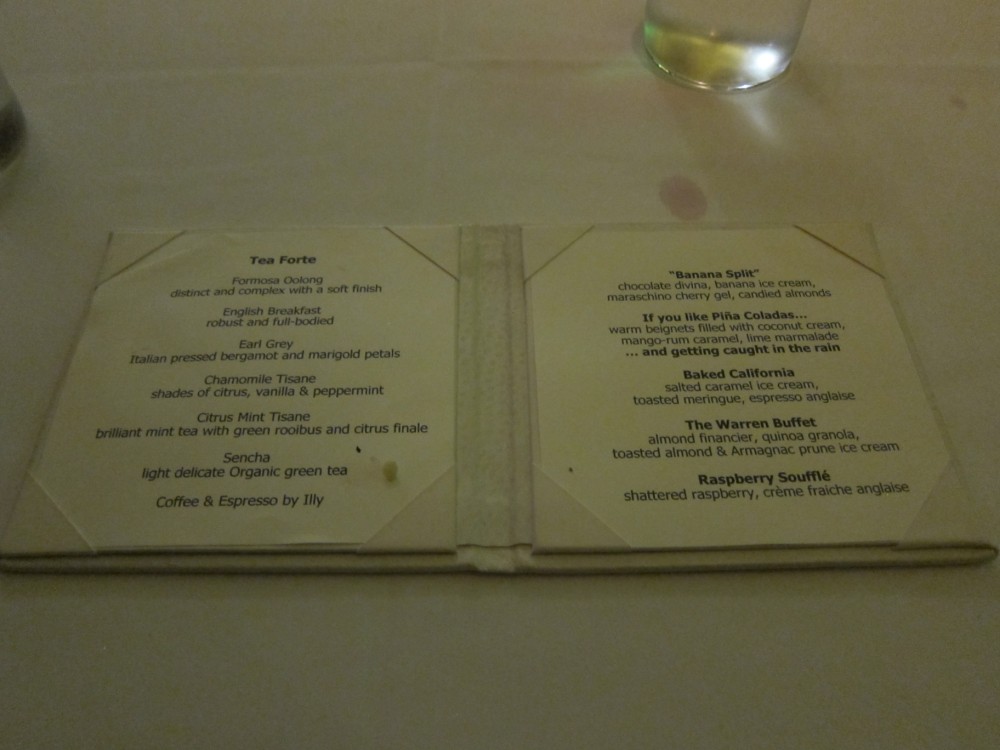 Tea Forte
Formosa Oolong
distinct and complex with a soft finish
English Breakfast
robust and full-bodied
Earl Grey
Italian pressed bergamot and marigold petals
Chamomile Tisane
shades of citrus, vanilla & peppermint
Citrus Mint Tisane
brilliant mint tea with green rooibus and citrus finale
Sencha
light delicate Organic green tea
Coffee & Espresso by Illy
"Banana Split"
chocolate divina, banana ice cream,
maraschino cherry gel, candied almonds
If you like Piña Coladas...
warm beignets filled with coconut cream,
mango-rum caramel, lime marmalade
... and getting caught in the rain
Baked California
salted caramel ice cream,
toasted meringue, espresso anglaise
The Warren Buffet
almond financier, quinoa granola,
toasted almond & Armagnac prune ice cream
Raspberry Soufflé
shattered raspberry, crème fraiche anglaise